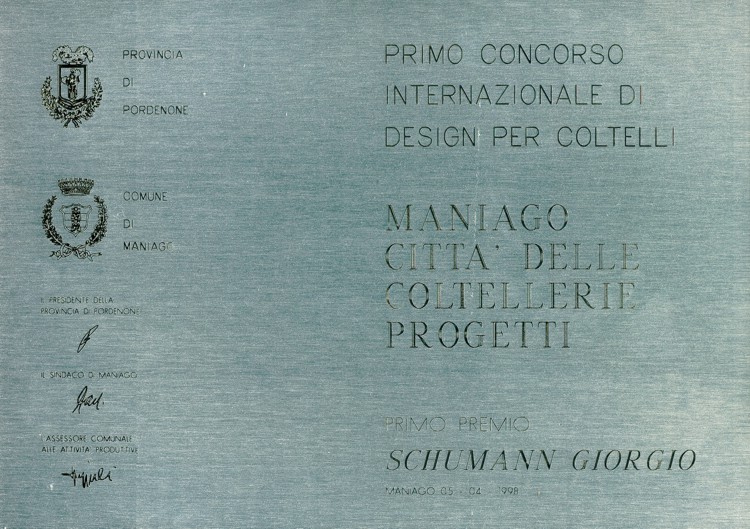 PROVINCIA
DI
PORDENONE
COMUNE
DI
MANIAGO
IL PRESIDENTE DELLA
PROVINCIA DI PORDENONE
IL SINDACO DI MANIAGO
L'ASSESSORE COMUNALE
ALLE ATTIVITA' PRODUTTIVE
PRIMO CONCORSO
INTERNAZIONALE DI
DESIGN PER COLTELLI
MANIAGO
CITTA' DELLE
COLTELLERIE
PROGETTI
PRIMO PREMIO
SCHUMANN GIORGIO
MANIAGO 05 - 04 - 1998